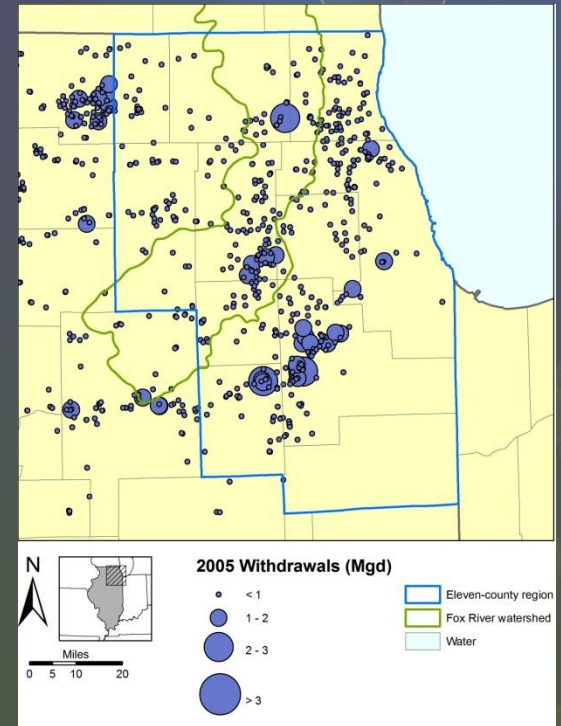 N
Miles
0 5 10 20
2005 Withdrawals (Mgd)
< 1
1 - 2
2 - 3
> 3
Eleven-county region
Fox River watershed
Water